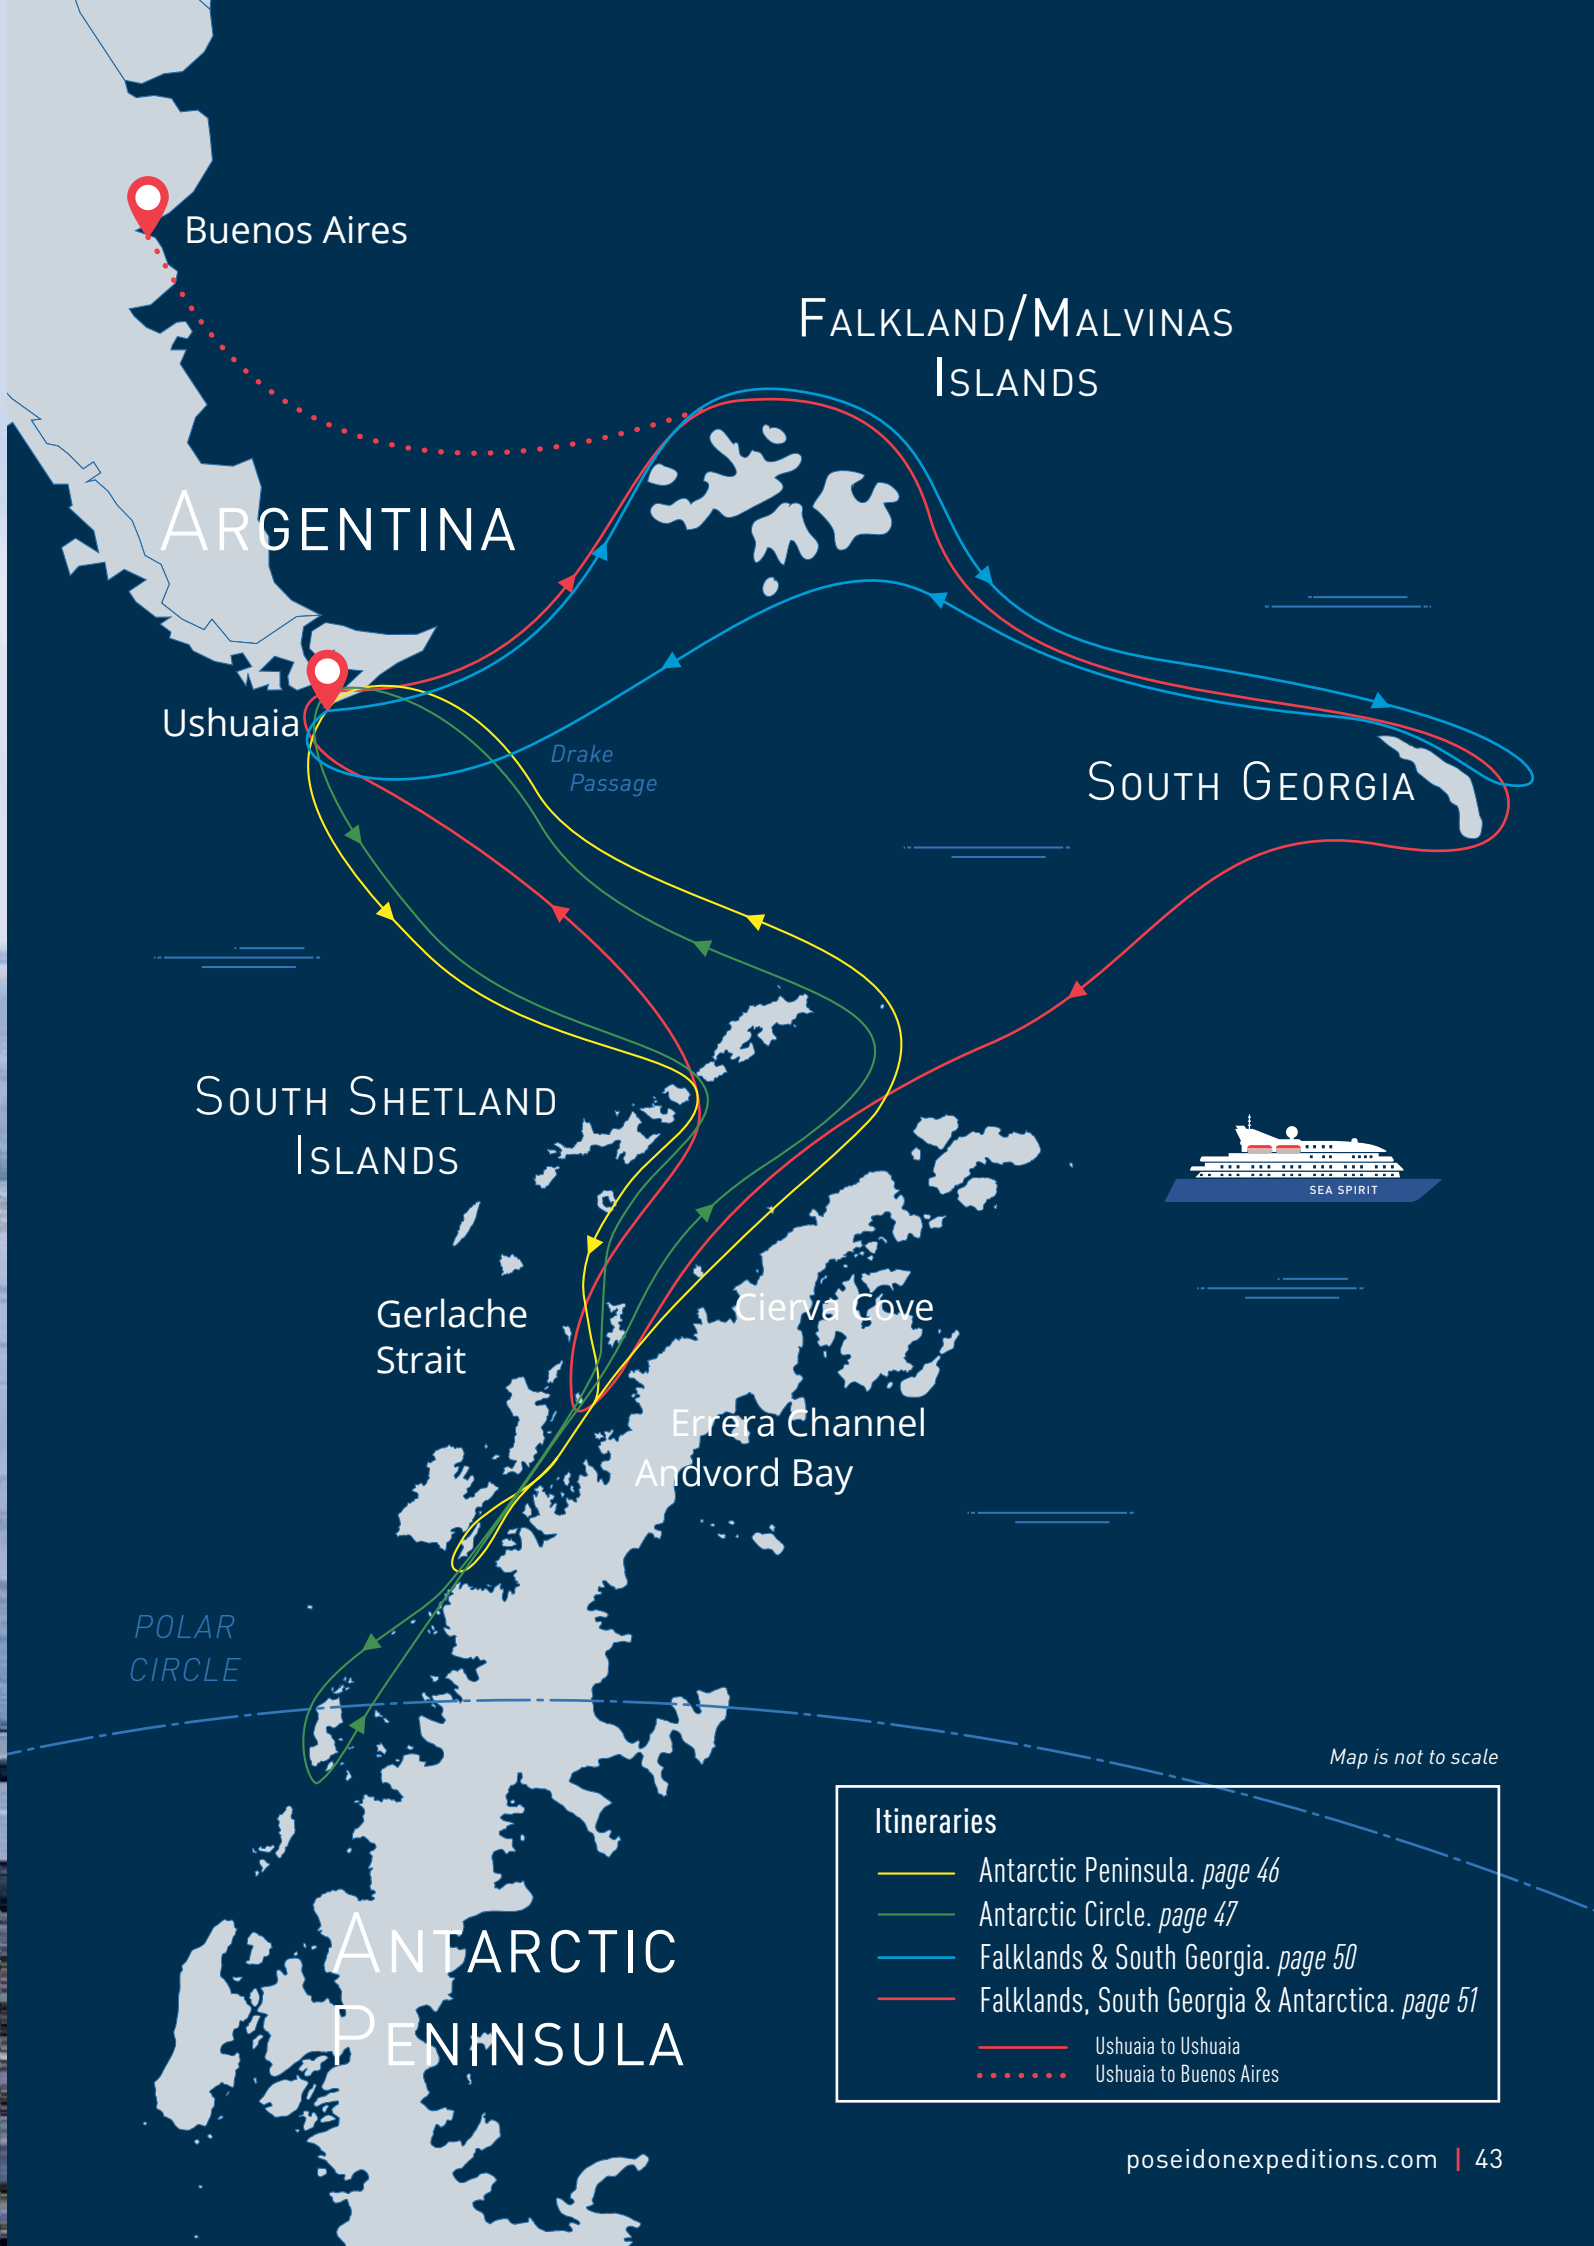 Buenos Aires
FALKLAND/MALVINAS
ISLANDS
ARGENTINA
Ushuaia
Drake
Passage
SOUTH GEORGIA
SOUTH SHETLAND
ISLANDS
SEA SPIRIT
Gerlache
Strait
Cierva Cove
Errera Channel
Andvord Bay
POLAR
CIRCLE
Map is not to scale
Itineraries
Antarctic Peninsula. page 46
Antarctic Circle. page 47
Falklands & South Georgia. page 50
Falklands, South Georgia & Antarctica. page 51
Ushuaia to Ushuaia
Ushuaia to Buenos Aires
ANTARCTIC
PENINSULA
poseidonexpeditions.com | 43